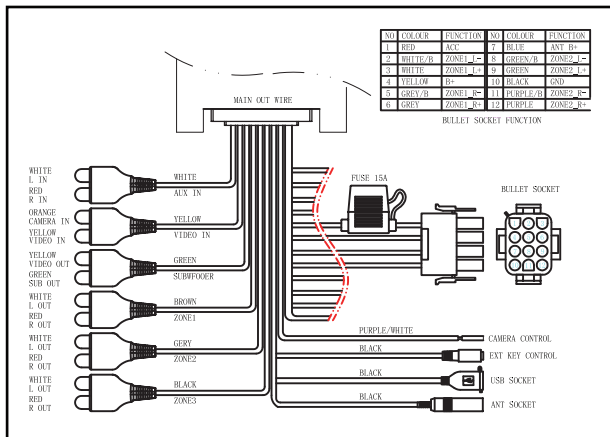 NO COLOUR FUNCTION NO COLOUR FUNCTION
1 RED ACC 7 BLUE ANT B+
2 WHITE/B ZONE1_L- 8 GREEN/B ZONE2_L-
3 WHITE ZONE1_L+ 9 GREEN ZONE2_L+
4 YELLOW B+ 10 BLACK GND
5 GREY/B ZONE1_R- 11 PURPLE/B ZONE2_R-
6 GREY ZONE1_R+ 12 PURPLE ZONE2_R+
BULLET SOCKET FUNCTION
MAIN OUT WIRE
WHITE
L IN
RED
R IN
WHITE
AUX IN
FUSE 15A
BULLET SOCKET
ORANGE
CAMERA IN
YELLOW
VIDEO IN
YELLOW
VIDEO IN
YELLOW
VIDEO OUT
GREEN
SUB OUT
GREEN
SUBWFOOER
WHITE
L OUT
RED
R OUT
BROWN
ZONE1
WHITE
L OUT
RED
R OUT
GERY
ZONE2
WHITE
L OUT
RED
R OUT
BLACK
ZONE3
PURPLE/WHITE
CAMERA CONTROL
BLACK
EXT KEY CONTROL
BLACK
USB SOCKET
BLACK
ANT SOCKET